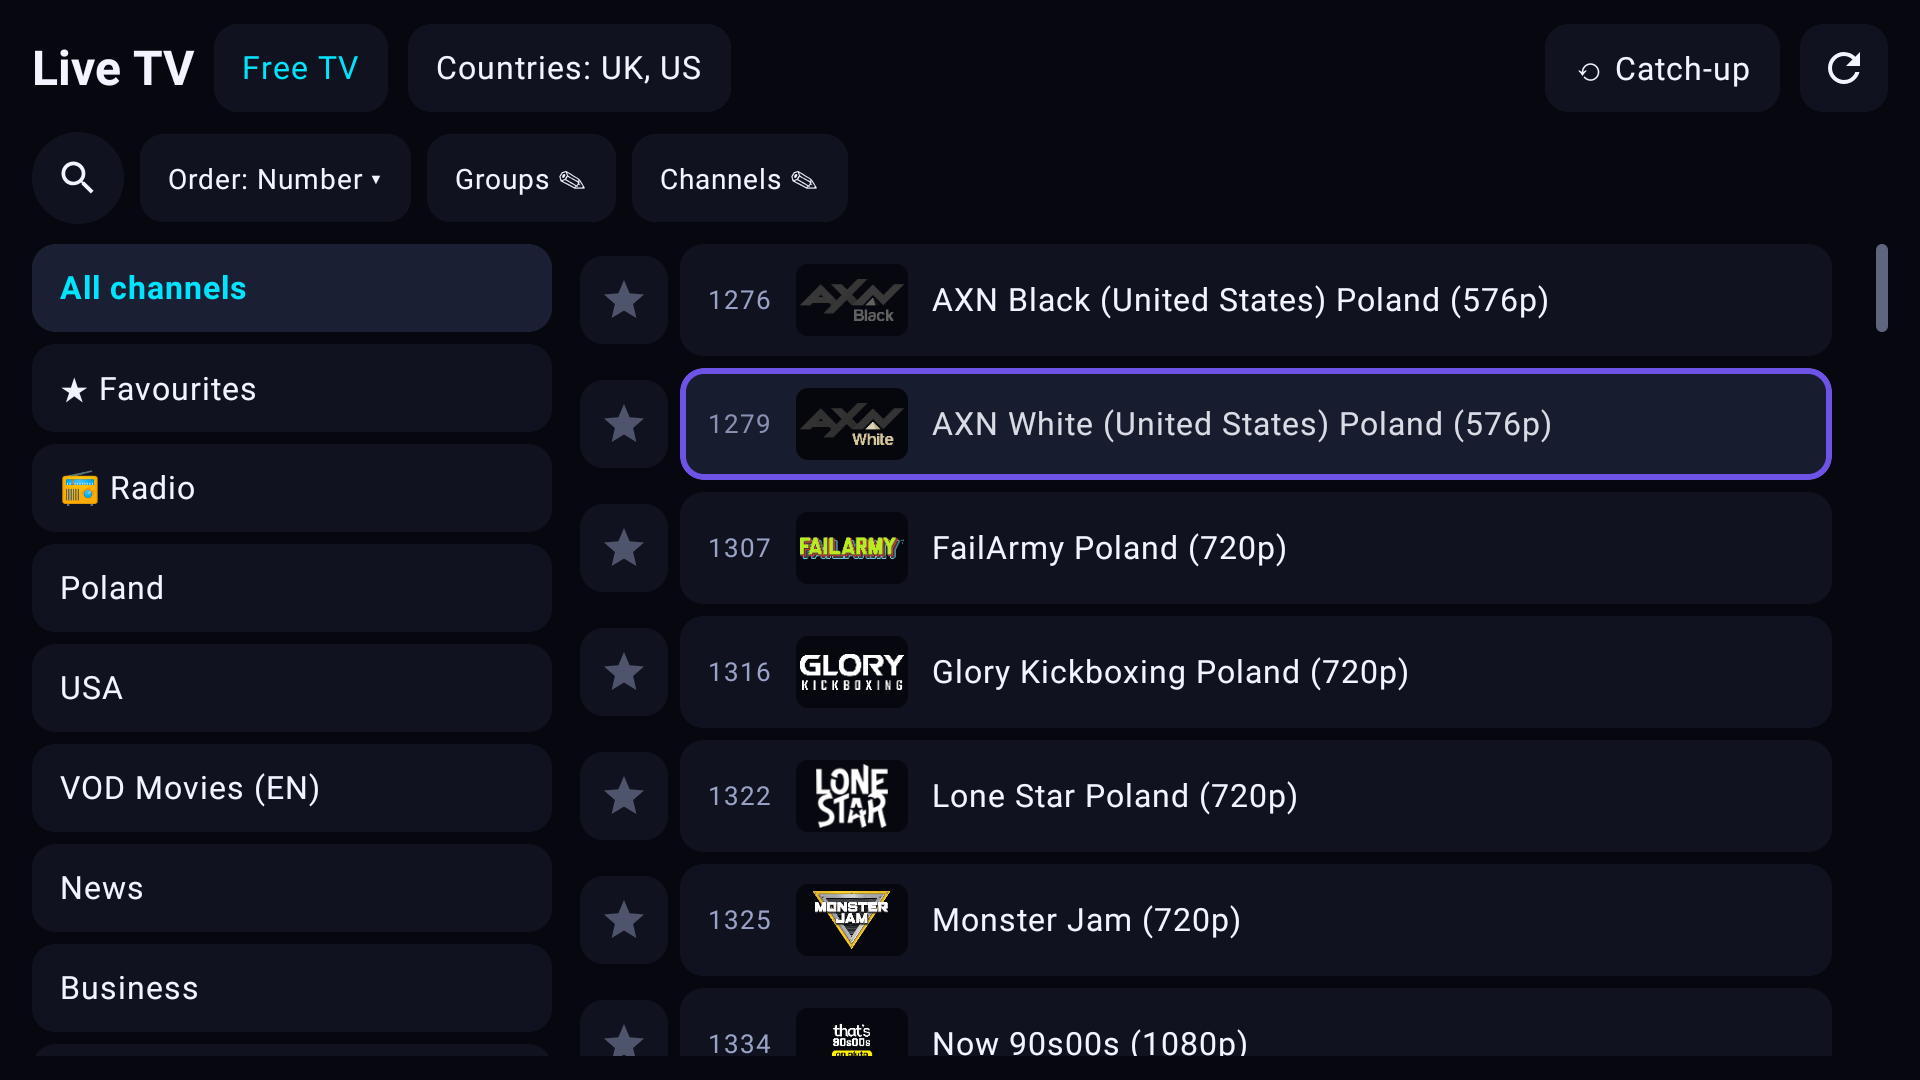 Live TV
Free TV
Countries: UK, US
Catch-up
Order: Number
Groups
Channels
All channels
★ Favourites
Radio
Poland
USA
VOD Movies (EN)
News
Business
1276 AXN Black AXN Black (United States) Poland (576p)
1279 AXN White AXN White (United States) Poland (576p)
1307 FAILARMY FailArmy Poland (720p)
1316 GLORY KICKBOXING Glory Kickboxing Poland (720p)
1322 LONE STAR Lone Star Poland (720p)
1325 MONSTER JAM Monster Jam (720p)
1334 that's 90s00s Now 90s00s (1080p)